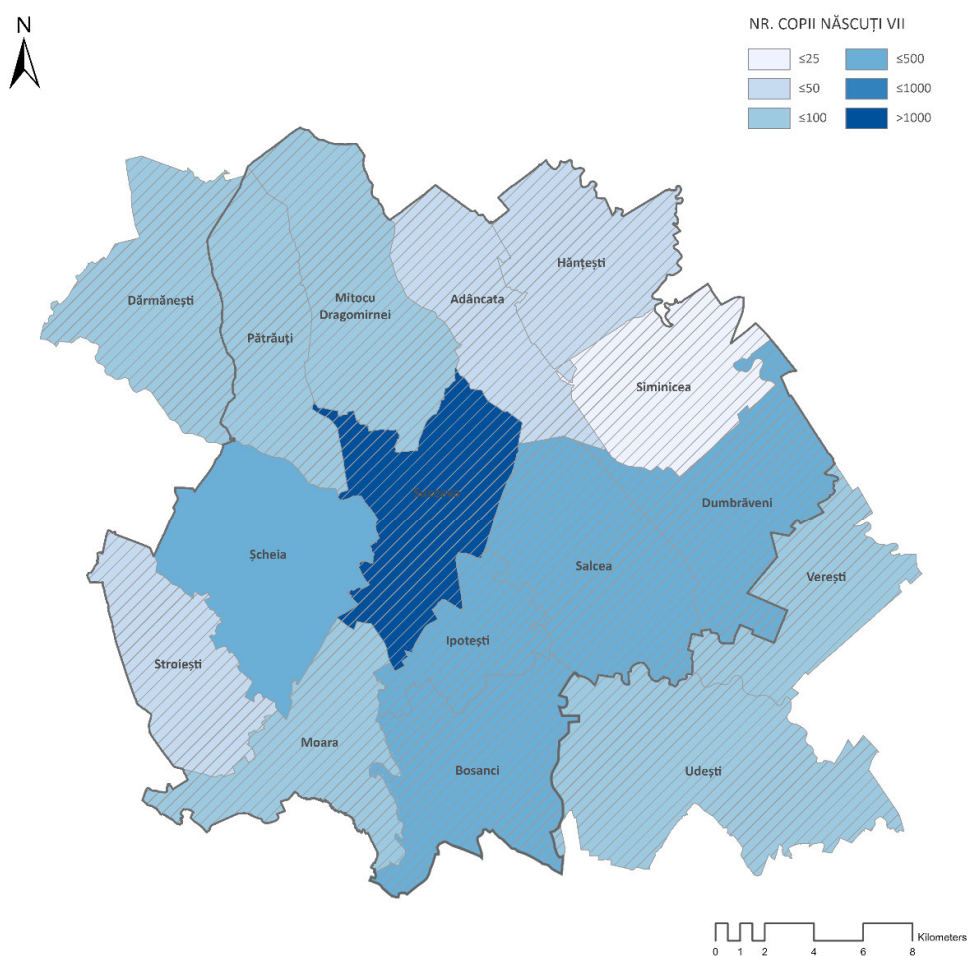 N
NR. COPII NĂSCUȚI VII
≤25
≤500
≤50
≤1000
≤100
>1000
Dărmănești
Pătrăuți
Mitocu
Dragomirnei
Adâncata
Hănțești
Siminicea
Suceava
Dumbrăveni
Șcheia
Salcea
Verești
Ipotești
Stroiești
Moara
Bosanci
Udești
Kilometers
0 1 2 4 6 8